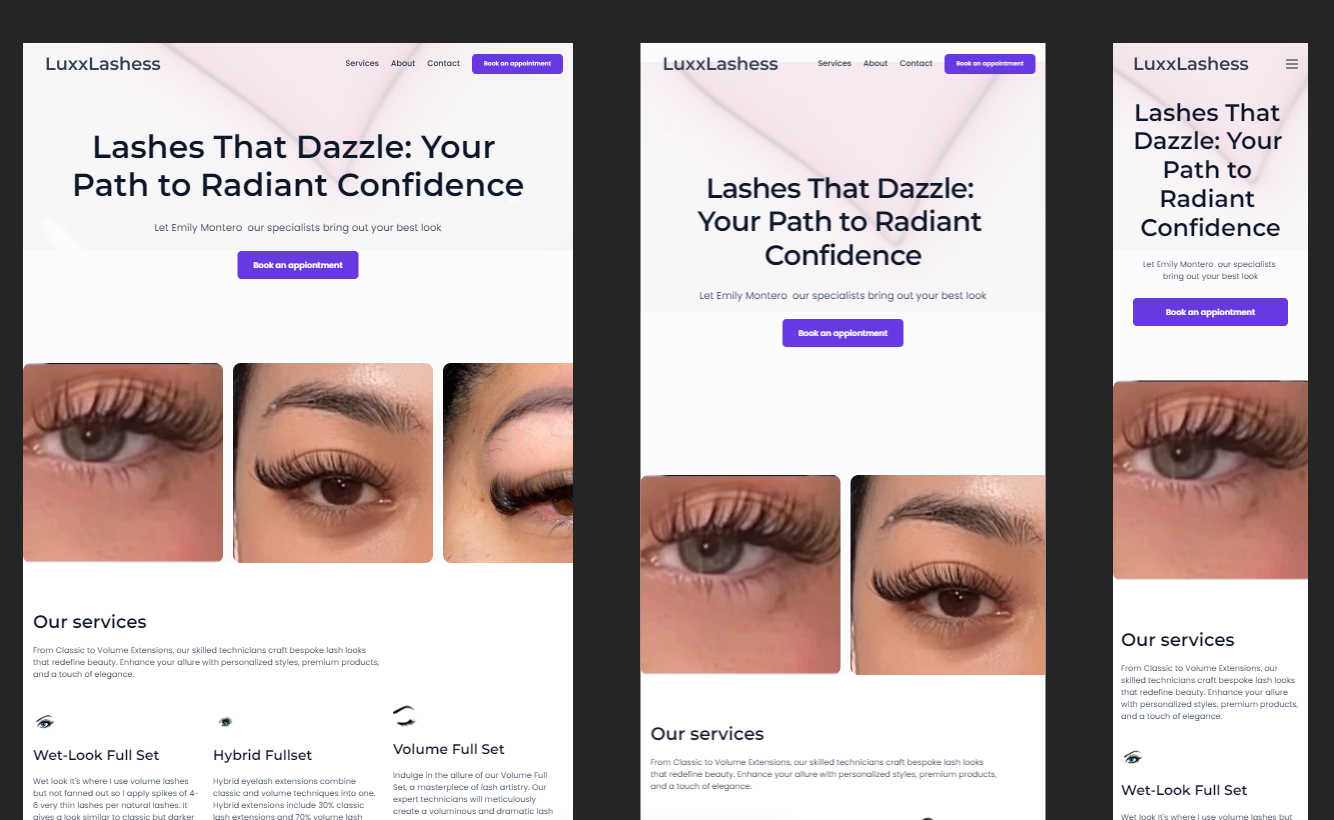 LuxxLashess
Services About Contact Book an appointment
Lashes That Dazzle: Your
Path to Radiant Confidence
Let Emily Montero our specialists bring out your best look
Book an appiontment
Our services
From Classic to Volume Extensions, our skilled technicians craft bespoke lash looks
that redefine beauty. Enhance your allure with personalized styles, premium products,
and a touch of elegance.
Wet-Look Full Set
Wet look It's where I use volume lashes
but not fanned out so I apply spikes of 4-
6 very thin lashes per natural lashes. It
gives a look similar to classic but darker
Hybrid Fullset
Hybrid eyelash extensions combine
classic and volume techniques into one.
Hybrid extensions include 30% classic
lash extensions and 70% volume lash
Volume Full Set
Indulge in the allure of our Volume Full
Set, a masterpiece of lash artistry. Our
expert technicians will meticulously
create a voluminous and dramatic lash
LuxxLashess
Services About Contact Book an appointment
Lashes That Dazzle:
Your Path to Radiant
Confidence
Let Emily Montero our specialists bring out your best look
Book an appiontment
Our services
From Classic to Volume Extensions, our skilled technicians craft bespoke lash looks
that redefine beauty. Enhance your allure with personalized styles, premium products,
and a touch of elegance.
LuxxLashess
Lashes That
Dazzle: Your
Path to
Radiant
Confidence
Let Emily Montero our specialists
bring out your best look
Book an appiontment
Our services
From Classic to Volume Extensions, our
skilled technicians craft bespoke lash looks
that redefine beauty. Enhance your allure
with personalized styles, premium products,
and a touch of elegance.
Wet-Look Full Set
Wet look It's where I use volume lashes but